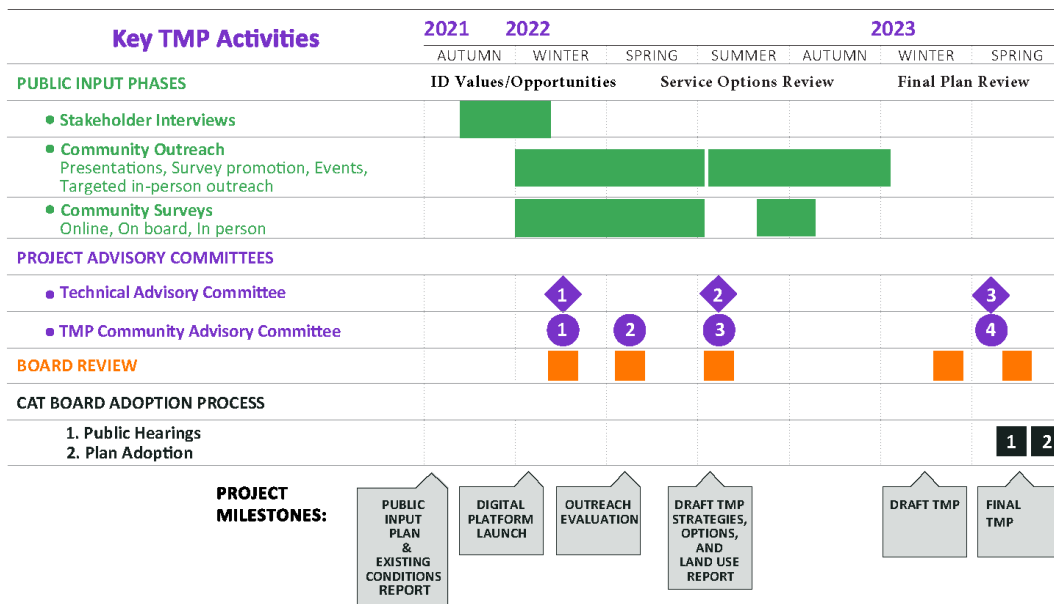 Key TMP Activities
2021 2022 2023
AUTUMN WINTER SPRING SUMMER AUTUMN WINTER SPRING
PUBLIC INPUT PHASES ID Values/Opportunities Service Options Review Final Plan Review
• Stakeholder Interviews
• Community Outreach
Presentations, Survey promotion, Events,
Targeted in-person outreach
• Community Surveys
Online, On board, In person
PROJECT ADVISORY COMMITTEES
• Technical Advisory Committee 1 2 3
• TMP Community Advisory Committee 1 2 3 4
BOARD REVIEW
CAT BOARD ADOPTION PROCESS
1. Public Hearings
2. Plan Adoption
1 2
PROJECT
MILESTONES:
PUBLIC
INPUT
PLAN
&
EXISTING
CONDITIONS
REPORT
DIGITAL
PLATFORM
LAUNCH
OUTREACH
EVALUATION
DRAFT TMP
STRATEGIES,
OPTIONS,
AND
LAND USE
REPORT
DRAFT TMP
FINAL
TMP